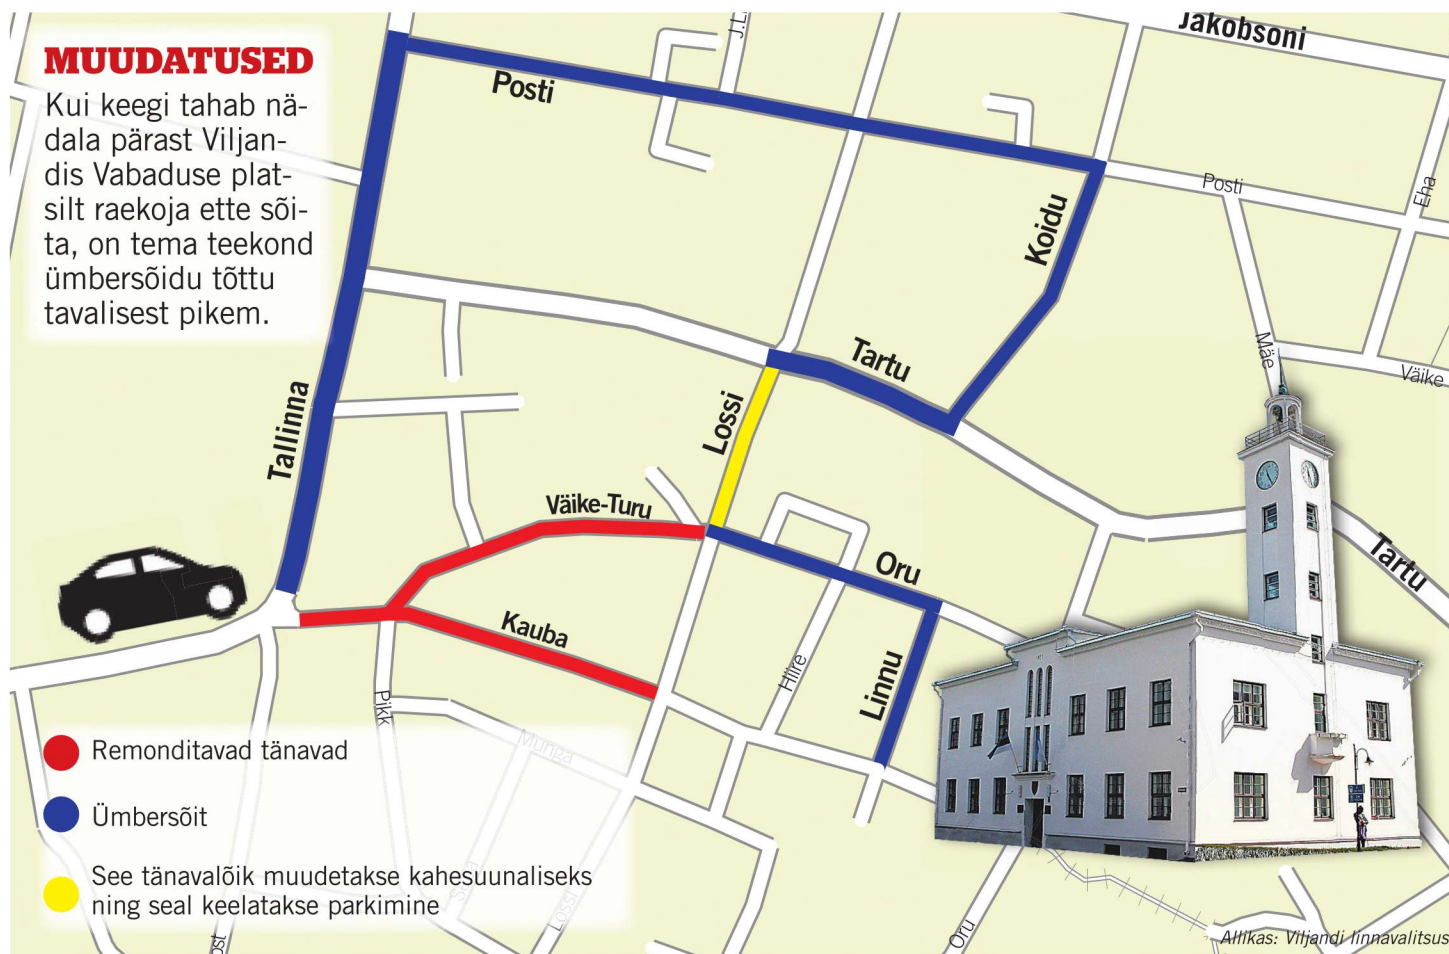 MUUDATUSED
Kui keegi tahab nä-
dala pärast Viljan-
dis Vabaduse plat-
silt raekoja ette sõi-
ta, on tema teekond
ümbersõidu tõttu
tavalisest pikem.
Jakobsoni
Posti
Posti
Eha
Koidu
Mäe
Väike
Tallinna
Tartu
Lossi
Väike-Turu
Oru
Tartu
Kauba
Hiire
Linnu
Pikk
Munga
Remonditavad tänavad
Ümbersõit
See tänavalõik muudetakse kahesuunaliseks
ning seal keelatakse parkimine
Lossi
Oru
Allikas: Viljandi linnavalitsus